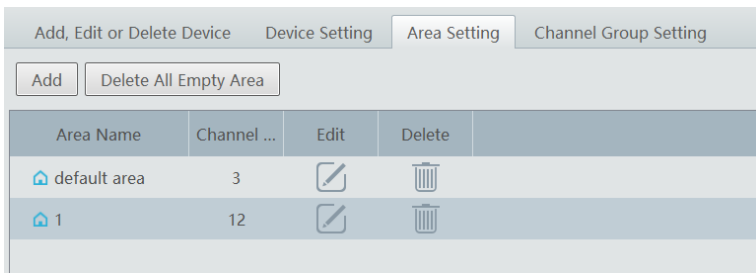 Add, Edit or Delete Device Device Setting Area Setting Channel Group Setting
Add Delete All Empty Area
Area Name Channel ... Edit Delete
default area 3
1 12